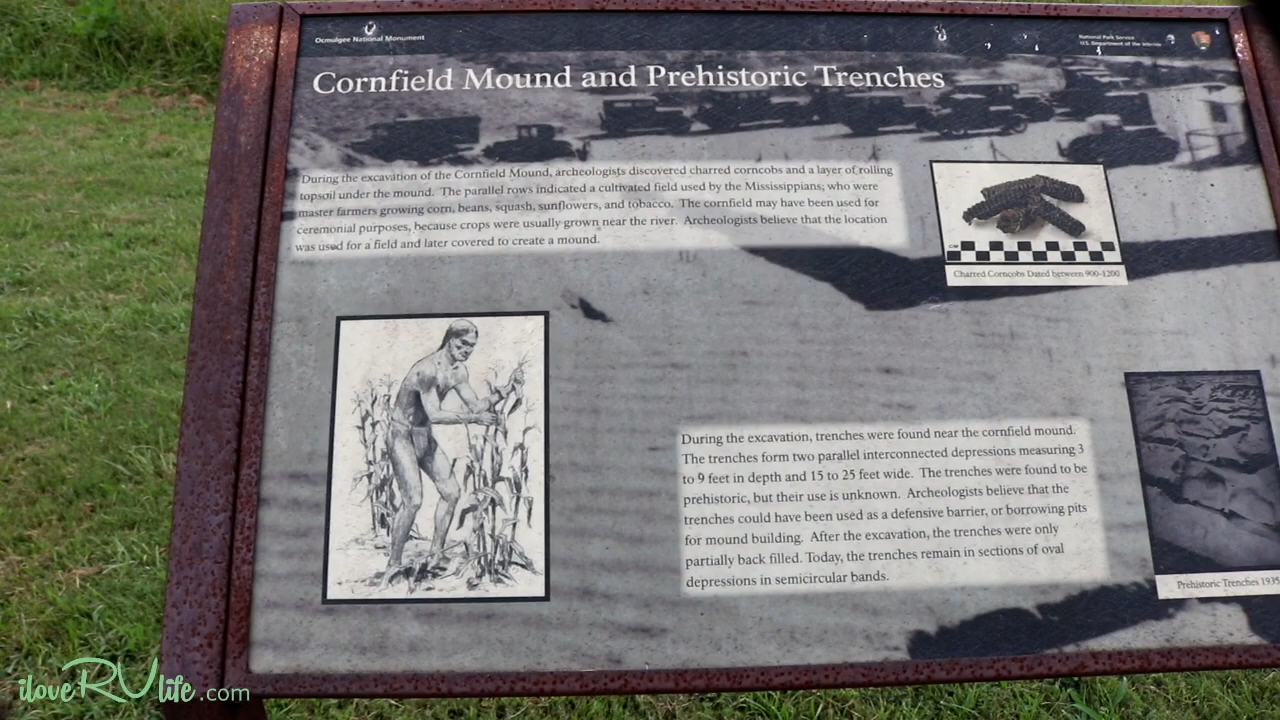 Ocmulgee National Monument
National Park Service
U.S. Department of the Interior
Cornfield Mound and Prehistoric Trenches
During the excavation of the Cornfield Mound, archeologists discovered charred corncobs and a layer of rolling
topsoil under the mound. The parallel rows indicated a cultivated field used by the Mississippians; who were
master farmers growing corn, beans, squash, sunflowers, and tobacco. The cornfield may have been used for
ceremonial purposes, because crops were usually grown near the river. Archeologists believe that the location
was used for a field and later covered to create a mound.
CM
Charred Corncobs Dated between 900-1200
During the excavation, trenches were found near the cornfield mound.
The trenches form two parallel interconnected depressions measuring 3
to 9 feet in depth and 15 to 25 feet wide. The trenches were found to be
prehistoric, but their use is unknown. Archeologists believe that the
trenches could have been used as a defensive barrier, or borrowing pits
for mound building. After the excavation, the trenches were only
partially back filled. Today, the trenches remain in sections of oval
depressions in semicircular bands.
Prehistoric Trenches 1935
iloveRVlife.com